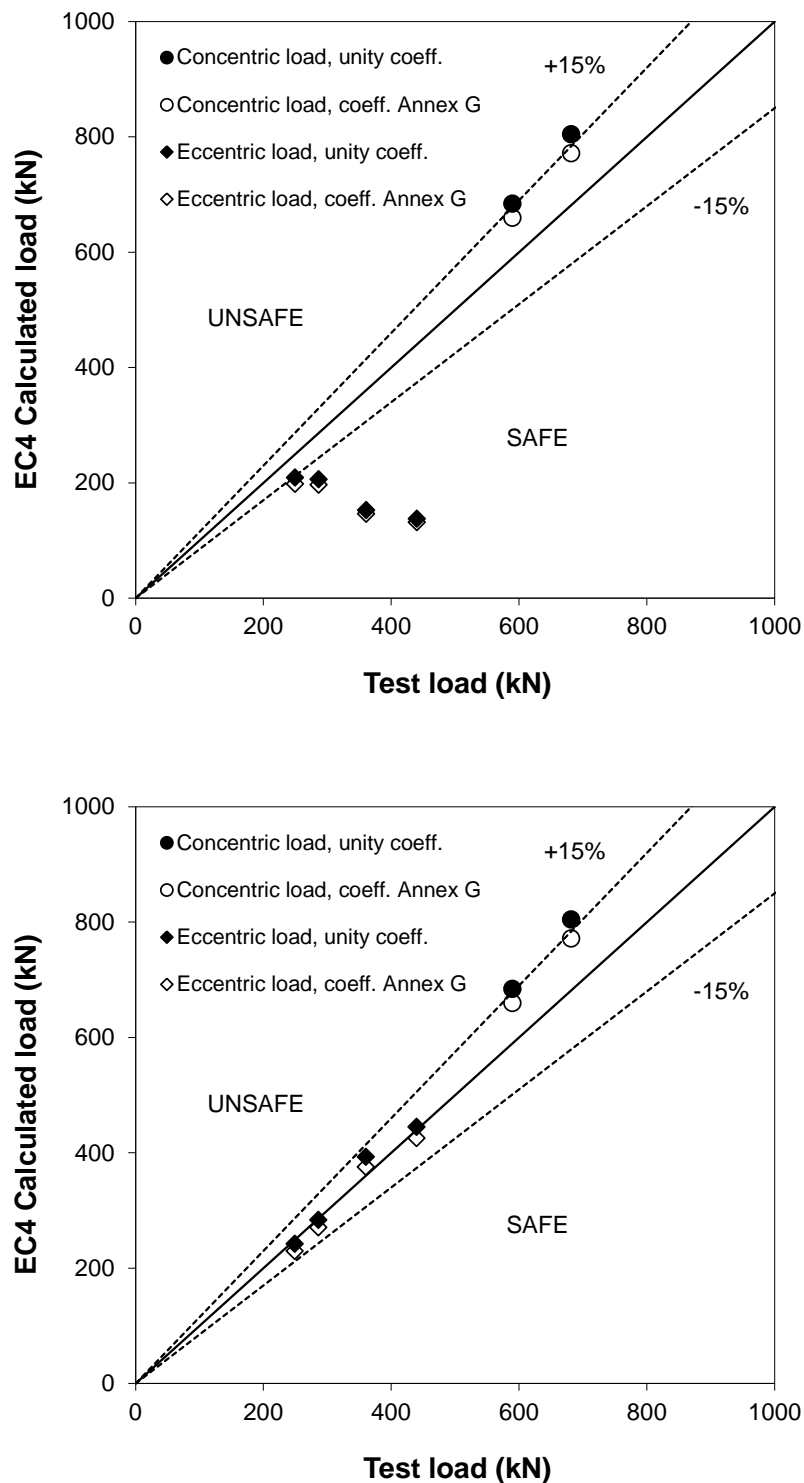 1000
Concentric load, unity coeff.
+15%
Concentric load, coeff. Annex G
800
Eccentric load, unity coeff.
Eccentric load, coeff. Annex G
-15%
600
UNSAFE
400
SAFE
200
0
0 200 400 600 800 1000
EC4 Calculated load (kN)
Test load (kN)
1000
Concentric load, unity coeff.
+15%
Concentric load, coeff. Annex G
800
Eccentric load, unity coeff.
Eccentric load, coeff. Annex G
-15%
600
UNSAFE
400
SAFE
200
0
0 200 400 600 800 1000
EC4 Calculated load (kN)
Test load (kN)